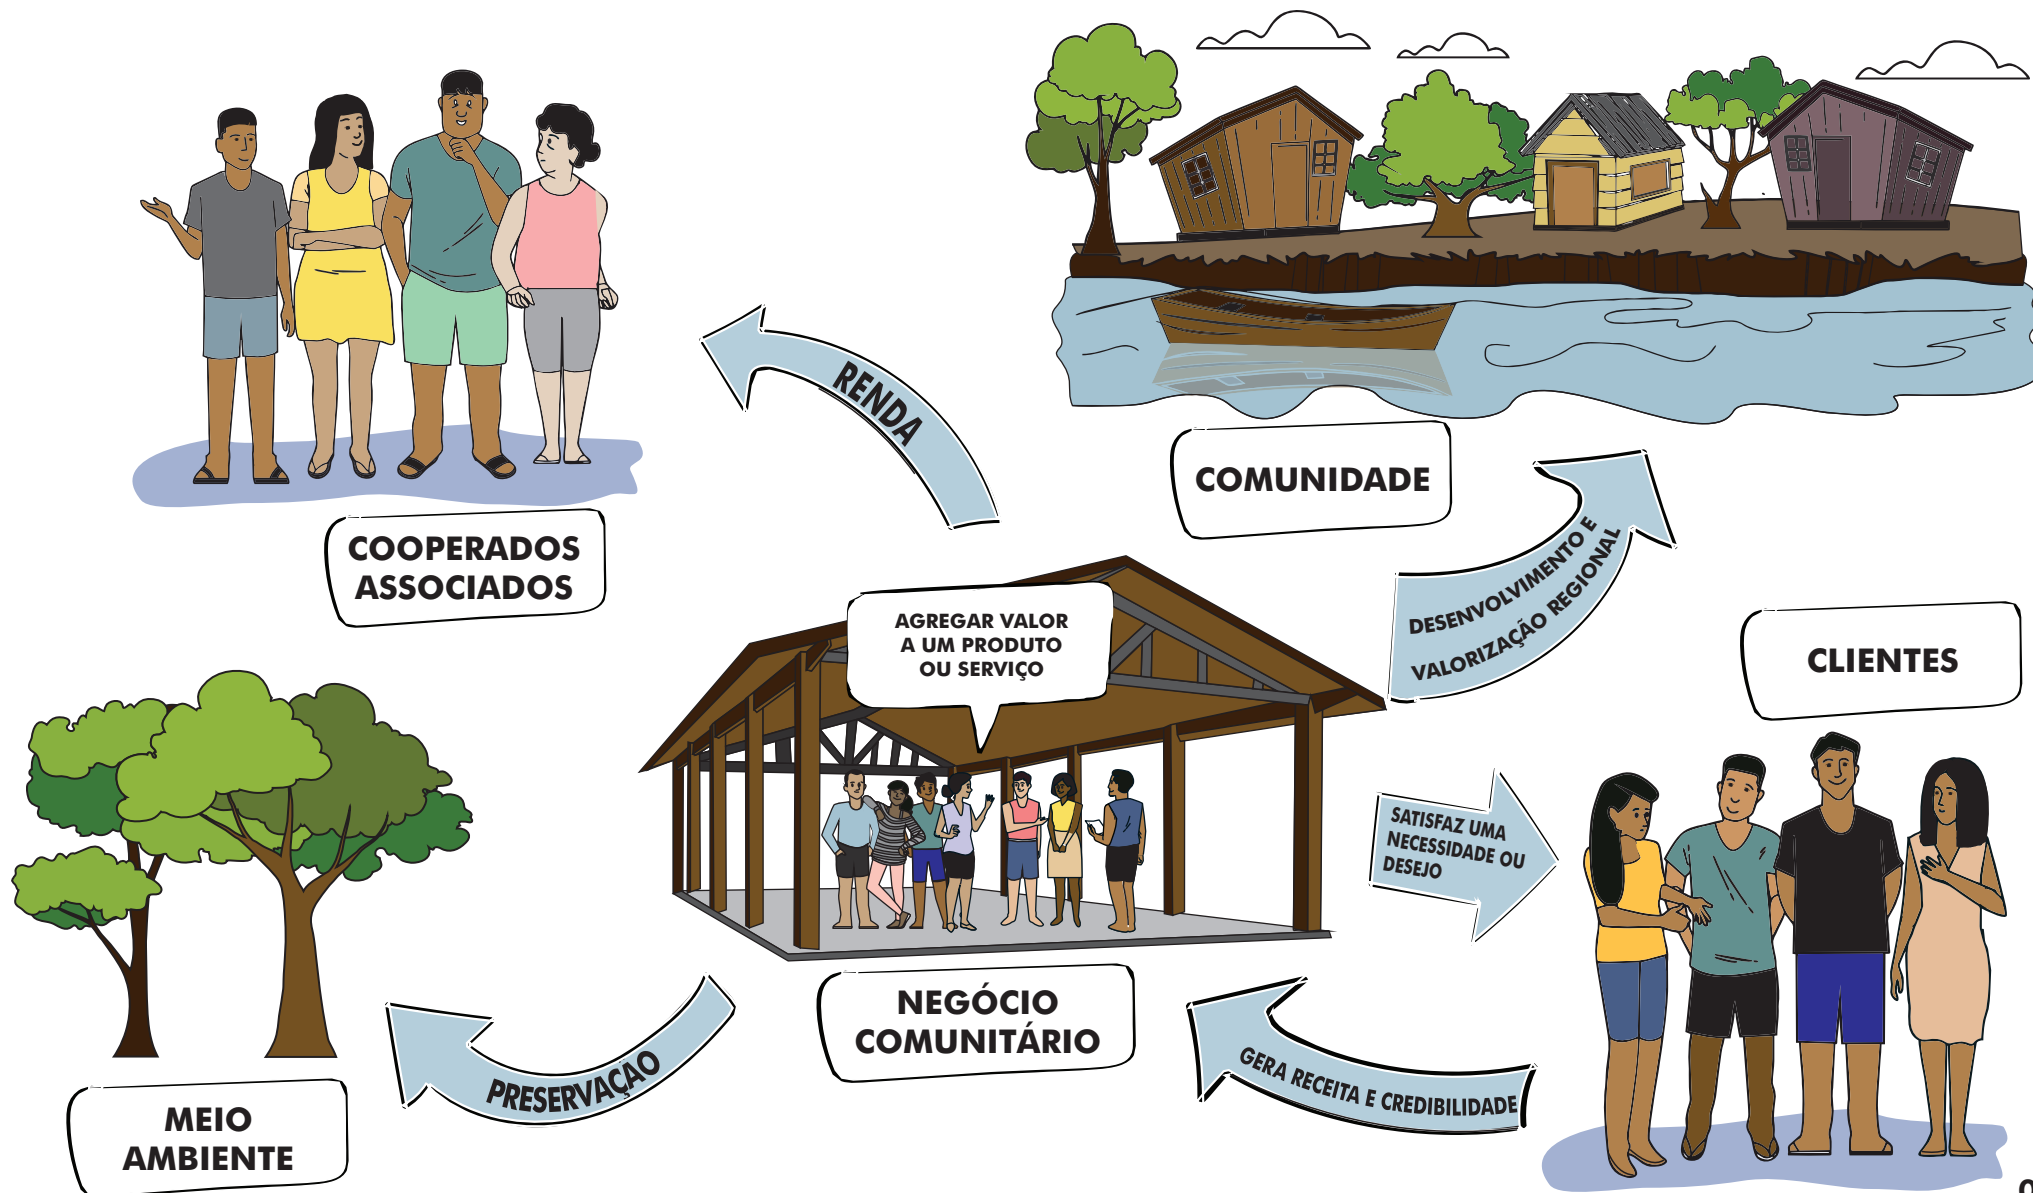 RENDA
COMUNIDADE
COOPERADOS
ASSOCIADOS
DESENVOLVIMENTO E
VALORIZAÇÃO REGIONAL
AGREGAR VALOR
A UM PRODUTO
OU SERVIÇO
CLIENTES
SATISFAZ UMA
NECESSIDADE OU
DESEJO
NEGÓCIO
COMUNITÁRIO
GERA RECEITA E CREDIBILIDADE
PRESERVAÇÃO
MEIO
AMBIENTE